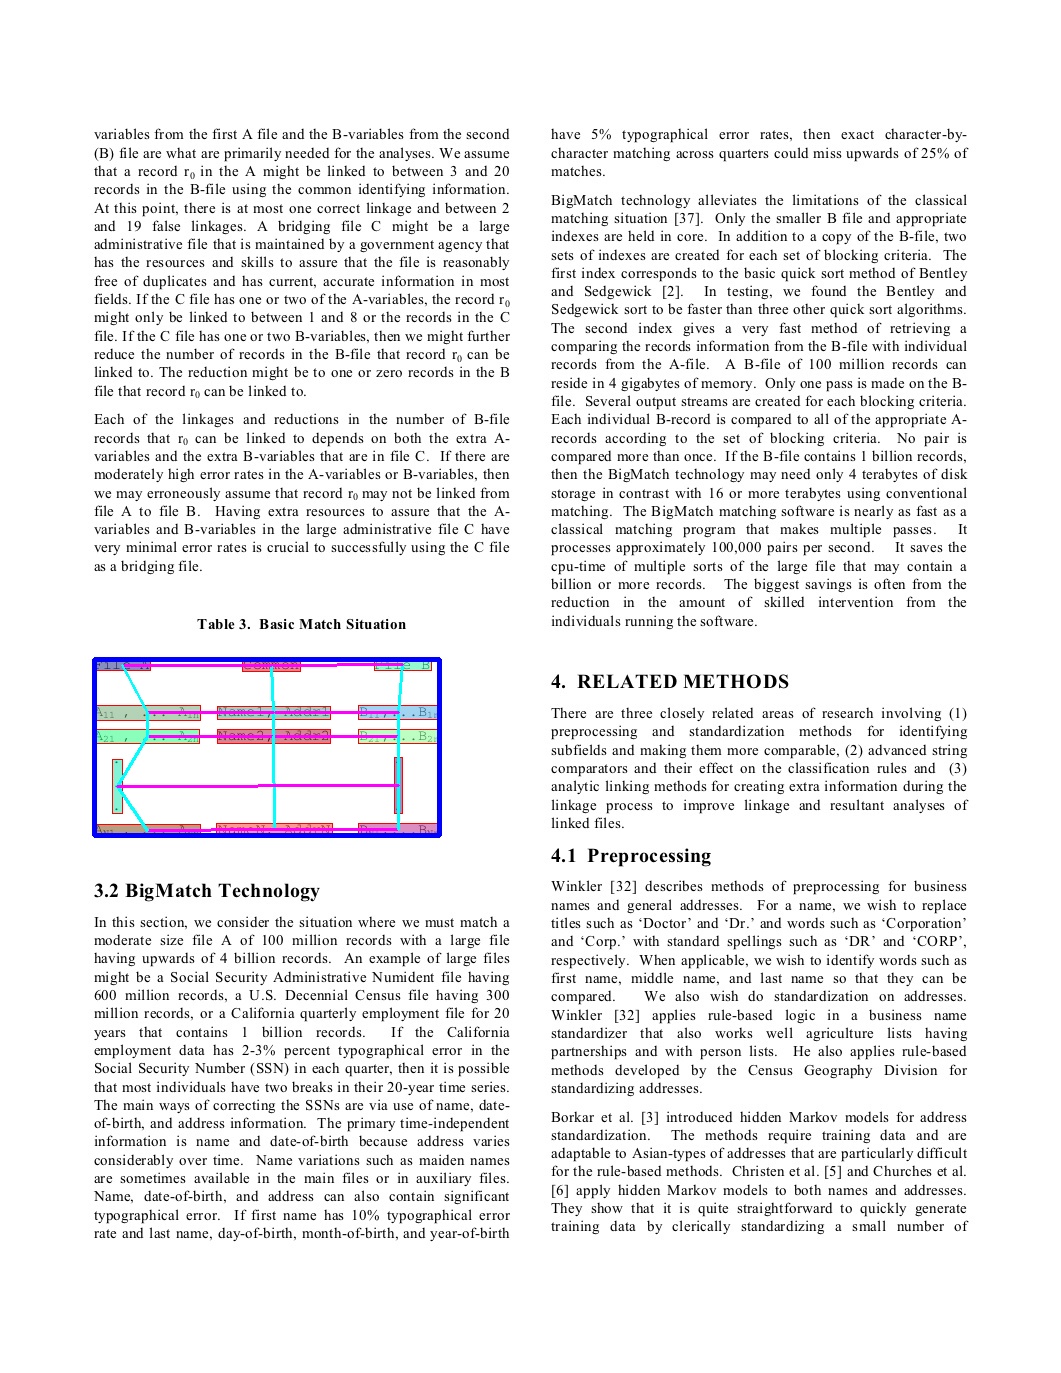 variables from the first A file and the B-variables from the second
(B) file are what are primarily needed for the analyses. We assume
that a record r0 in the A might be linked to between 3 and 20
records in the B-file using the common identifying information.
At this point, there is at most one correct linkage and between 2
and 19 false linkages. A bridging file C might be a large
administrative file that is maintained by a government agency that
has the resources and skills to assure that the file is reasonably
free of duplicates and has current, accurate information in most
fields. If the C file has one or two of the A-variables, the record r0
might only be linked to between 1 and 8 or the records in the C
file. If the C file has one or two B-variables, then we might further
reduce the number of records in the B-file that record r0 can be
linked to. The reduction might be to one or zero records in the B
file that record r0 can be linked to.
Each of the linkages and reductions in the number of B-file
records that r0 can be linked to depends on both the extra A-
variables and the extra B-variables that are in file C. If there are
moderately high error rates in the A-variables or B-variables, then
we may erroneously assume that record r0 may not be linked from
file A to file B. Having extra resources to assure that the A-
variables and B-variables in the large administrative file C have
very minimal error rates is crucial to successfully using the C file
as a bridging file.
Table 3. Basic Match Situation
File A Common File B
A11 , ... A1n Name1, Addr1 B11,...B1m
A21, ... A2n Name2, Addr2 B21,...B2m
3.2 BigMatch Technology
In this section, we consider the situation where we must match a
moderate size file A of 100 million records with a large file
having upwards of 4 billion records. An example of large files
might be a Social Security Administrative Numident file having
600 million records, a U.S. Decennial Census file having 300
million records, or a California quarterly employment file for 20
years that contains 1 billion records. If the California
employment data has 2-3% percent typographical error in the
Social Security Number (SSN) in each quarter, then it is possible
that most individuals have two breaks in their 20-year time series.
The main ways of correcting the SSNs are via use of name, date-
of-birth, and address information. The primary time-independent
information is name and date-of-birth because address varies
considerably over time. Name variations such as maiden names
are sometimes available in the main files or in auxiliary files.
Name, date-of-birth, and address can also contain significant
typographical error. If first name has 10% typographical error
rate and last name, day-of-birth, month-of-birth, and year-of-birth
have 5% typographical error rates, then exact character-by-
character matching across quarters could miss upwards of 25% of
matches.
BigMatch technology alleviates the limitations of the classical
matching situation [37]. Only the smaller B file and appropriate
indexes are held in core. In addition to a copy of the B-file, two
sets of indexes are created for each set of blocking criteria. The
first index corresponds to the basic quick sort method of Bentley
and Sedgewick [2]. In testing, we found the Bentley and
Sedgewick sort to be faster than three other quick sort algorithms.
The second index gives a very fast method of retrieving a
comparing the records information from the B-file with individual
records from the A-file. A B-file of 100 million records can
reside in 4 gigabytes of memory. Only one pass is made on the B-
file. Several output streams are created for each blocking criteria.
Each individual B-record is compared to all of the appropriate A-
records according to the set of blocking criteria. No pair is
compared more than once. If the B-file contains 1 billion records,
then the BigMatch technology may need only 4 terabytes of disk
storage in contrast with 16 or more terabytes using conventional
matching. The BigMatch matching software is nearly as fast as a
classical matching program that makes multiple passes. It
processes approximately 100,000 pairs per second. It saves the
cpu-time of multiple sorts of the large file that may contain a
billion or more records. The biggest savings is often from the
reduction in the amount of skilled intervention from the
individuals running the software.
4. RELATED METHODS
There are three closely related areas of research involving (1)
preprocessing and standardization methods for identifying
subfields and making them more comparable, (2) advanced string
comparators and their effect on the classification rules and (3)
analytic linking methods for creating extra information during the
linkage process to improve linkage and resultant analyses of
linked files.
4.1 Preprocessing
Winkler [32] describes methods of preprocessing for business
names and general addresses. For a name, we wish to replace
titles such as ‘Doctor’ and ‘Dr.’ and words such as ‘Corporation’
and ‘Corp.’ with standard spellings such as ‘DR’ and ‘CORP’,
respectively. When applicable, we wish to identify words such as
first name, middle name, and last name so that they can be
compared. We also wish do standardization on addresses.
Winkler [32] applies rule-based logic in a business name
standardizer that also works well agriculture lists having
partnerships and with person lists. He also applies rule-based
methods developed by the Census Geography Division for
standardizing addresses.
Borkar et al. [3] introduced hidden Markov models for address
standardization. The methods require training data and are
adaptable to Asian-types of addresses that are particularly difficult
for the rule-based methods. Christen et al. [5] and Churches et al.
[6] apply hidden Markov models to both names and addresses.
They show that it is quite straightforward to quickly generate
training data by clerically standardizing a small number of